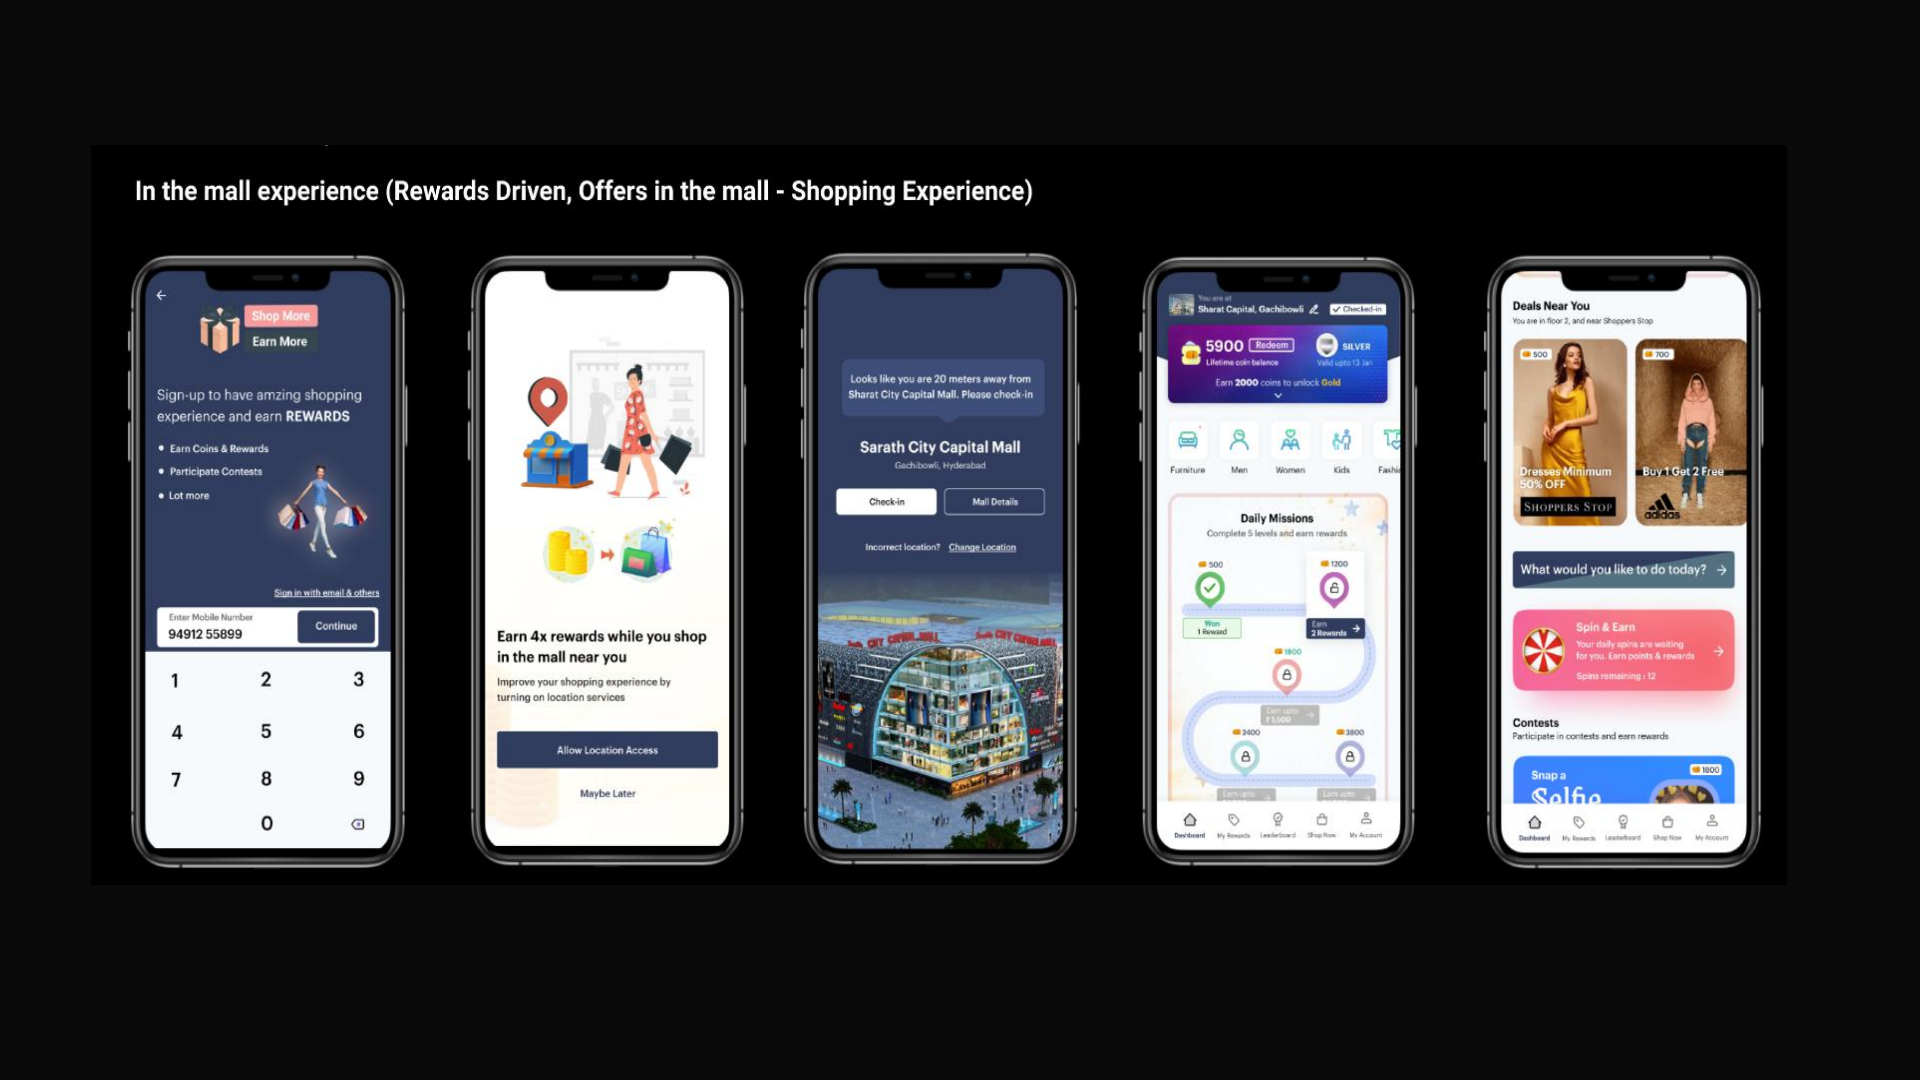 In the mall experience (Rewards Driven, Offers in the mall - Shopping Experience)
Shop More
Earn More
Sign-up to have amzing shopping
experience and earn REWARDS
Earn Coins & Rewards
Participate Contests
Lot more
Sign in with email & others
Enter Mobile Number
94912 55899
Continue
1 2 3
4 5 6
7 8 9
0
Earn 4x rewards while you shop
in the mall near you
Improve your shopping experience by
turning on location services
Allow Location Access
Maybe Later
Looks like you are 20 meters away from
Sharat City Capital Mall. Please check-in
Sarath City Capital Mall
Gachibowli, Hyderabad
Check-in
Mall Details
Incorrect location? Change Location
CITY CAPITAL MALL
You are at
Sharat Capital, Gachibowli
Checked-in
5900 Redeem
Lifetime coin balance
SILVER
Valid upto 13 Jan
Earn 2000 coins to unlock Gold
Furniture Men Women Kids Fashi
Daily Missions
Complete 5 levels and earn rewards
500
1200
Won
1 Reward
Earn
2 Rewards
1800
Earn upto
₹1,500
2400
3800
Earn upto
Earn upto
Dashboard My Rewards Leaderboard Shop Now My Account
Deals Near You
You are in floor 2, and near Shoppers Stop
500
700
Dresses Minimum
50% OFF
SHOPPERS STOP
Buy 1 Get 2 Free
adidas
What would you like to do today?
Spin & Earn
Your daily spins are waiting
for you. Earn points & rewards
Spins remaining : 12
Contests
Participate in contests and earn rewards
1800
Snap a
Selfie
Dashboard My Rewards Leaderboard Shop Now My Account